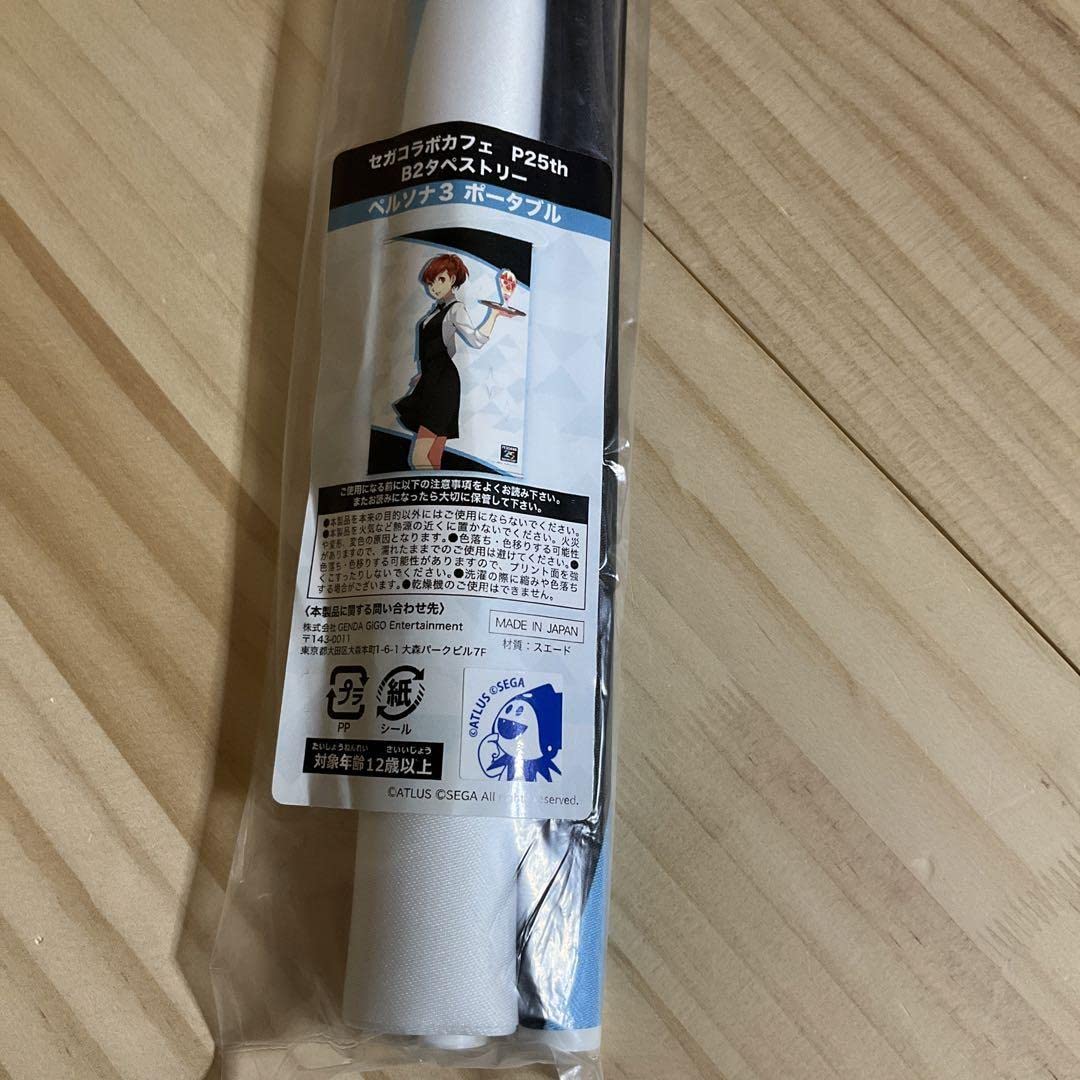 セガコラボカフェ P25th
B2タペストリー
ペルソナ3 ポータブル
ご使用になる前に以下の注意事項をよくお読み下さい。
またお読みになったら大切に保管して下さい。
●本製品を本来の目的以外にはご使用にならないでください。
●本製品を火気など熱源の近くに置かないでください。火災
や変形、変色の原因となります。●色落ち・色移りする可能性
がありますので、濡れたままでのご使用は避けてください。●
色落ち・色移りする可能性がありますので、プリント面を強
くこすったりしないでください。●洗濯の際に縮みや色落ち
する場合がございます。●乾燥機のご使用はできません。
〈本製品に関する問い合わせ先〉
株式会社 GENDA GIGO Entertainment
〒143-0011
東京都大田区大森本町1-6-1 大森パークビル7F
MADE IN JAPAN
材質：スエード
プラ
PP
紙
シール
©ATLUS ©SEGA
たいしょうねんれい さいいじょう
対象年齢12歳以上
©ATLUS ©SEGA All rights reserved.